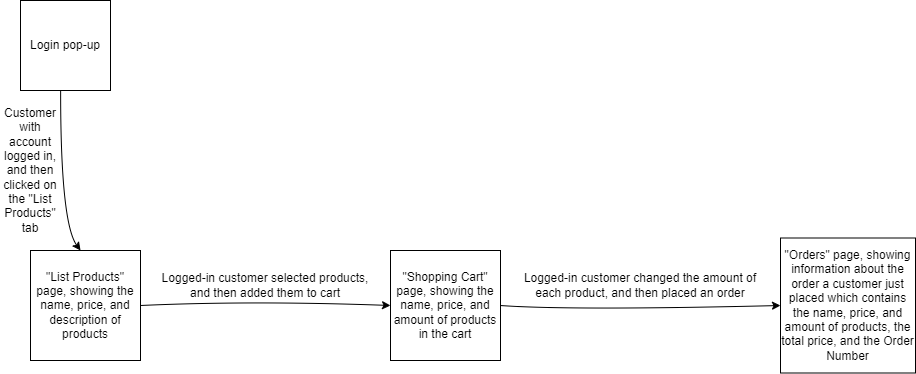 Login pop-up
Customer
with
account
logged in,
and then
clicked on
the "List
Products"
tab
"List Products"
page, showing the
name, price, and
description of
products
Logged-in customer selected products,
and then added them to cart
"Shopping Cart"
page, showing the
name, price, and
amount of products
in the cart
Logged-in customer changed the amount of
each product, and then placed an order
"Orders" page, showing
information about the
order a customer just
placed which contains
the name, price, and
amount of products, the
total price, and the Order
Number